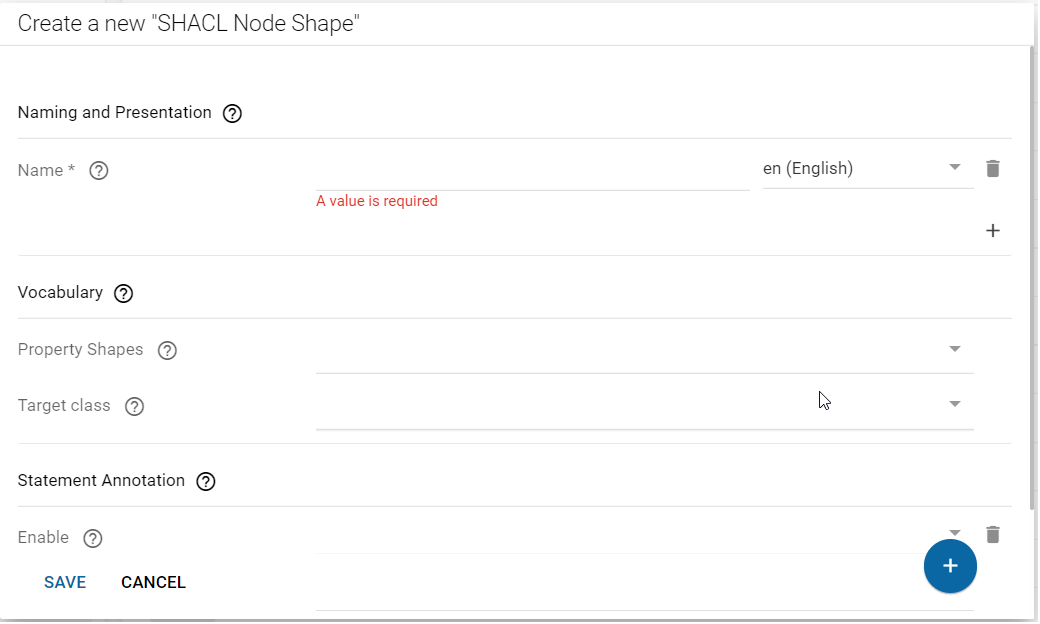 Create a new "SHACL Node Shape"
Naming and Presentation ?
Name * ?
en (English)
A value is required
+
Vocabulary ?
Property Shapes ?
Target class ?
Statement Annotation ?
Enable ?
+
SAVE CANCEL